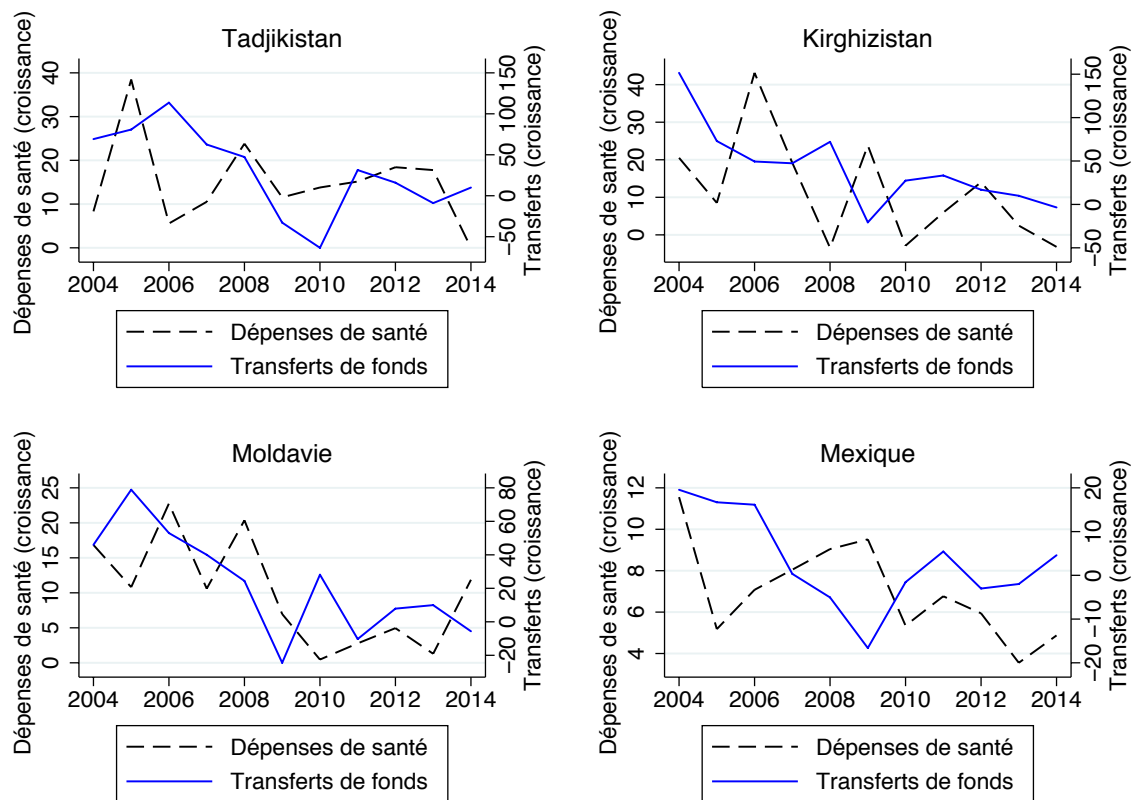 Tadjikistan
Dépenses de santé (croissance)
0 10 20 30 40
Transferts (croissance)
−50 0 50 100 150
2004 2006 2008 2010 2012 2014
Dépenses de santé
Transferts de fonds
Kirghizistan
Dépenses de santé (croissance)
0 10 20 30 40
Transferts (croissance)
−50 0 50 100 150
2004 2006 2008 2010 2012 2014
Dépenses de santé
Transferts de fonds
Moldavie
Dépenses de santé (croissance)
0 5 10 15 20 25
Transferts (croissance)
−20 0 20 40 60 80
2004 2006 2008 2010 2012 2014
Dépenses de santé
Transferts de fonds
Mexique
Dépenses de santé (croissance)
4 6 8 10 12
Transferts (croissance)
−20 −10 0 10 20
2004 2006 2008 2010 2012 2014
Dépenses de santé
Transferts de fonds